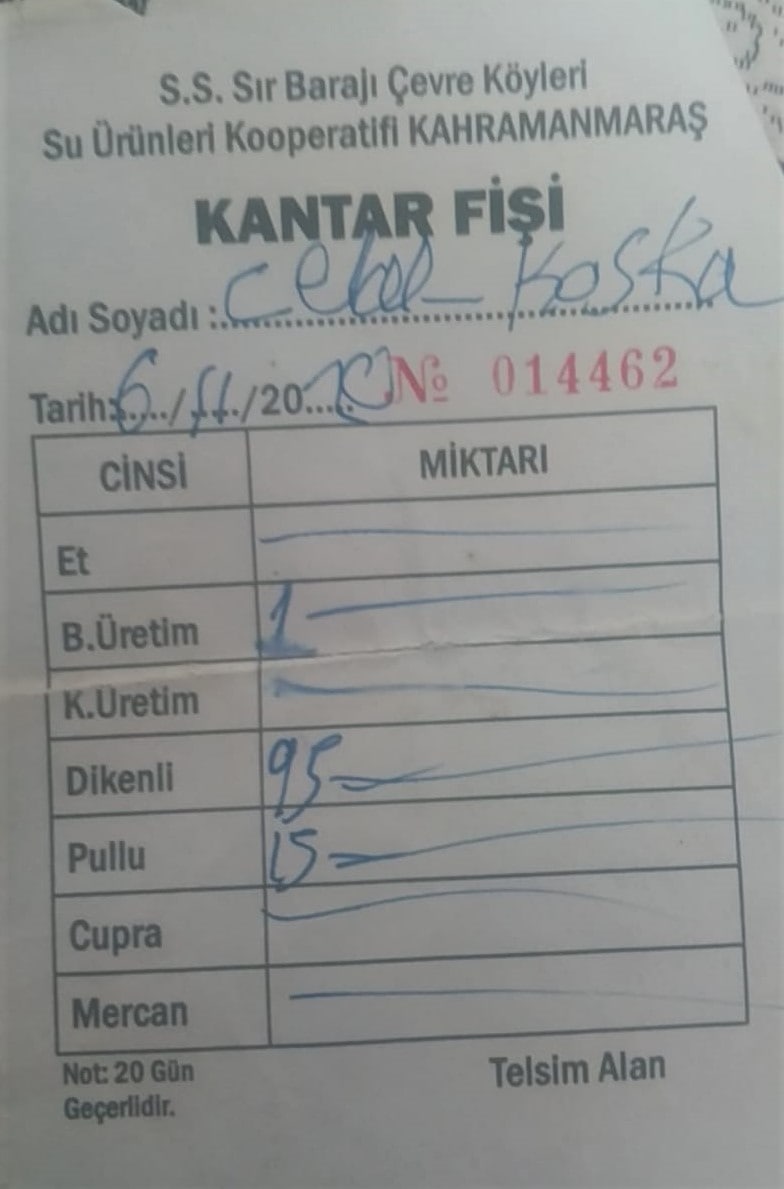 S.S. Sır Barajı Çevre Köyleri
Su Ürünleri Kooperatifi KAHRAMANMARAŞ
KANTAR FİŞİ
Adı Soyadı : Koska
Tarih: 6/11/20 No 014462
CİNSİ MİKTARI
Et
B.Üretim 1
K.Üretim
Dikenli 95
Pullu 15
Cupra
Mercan
Not: 20 Gün
Geçerlidir.
Telsim Alan